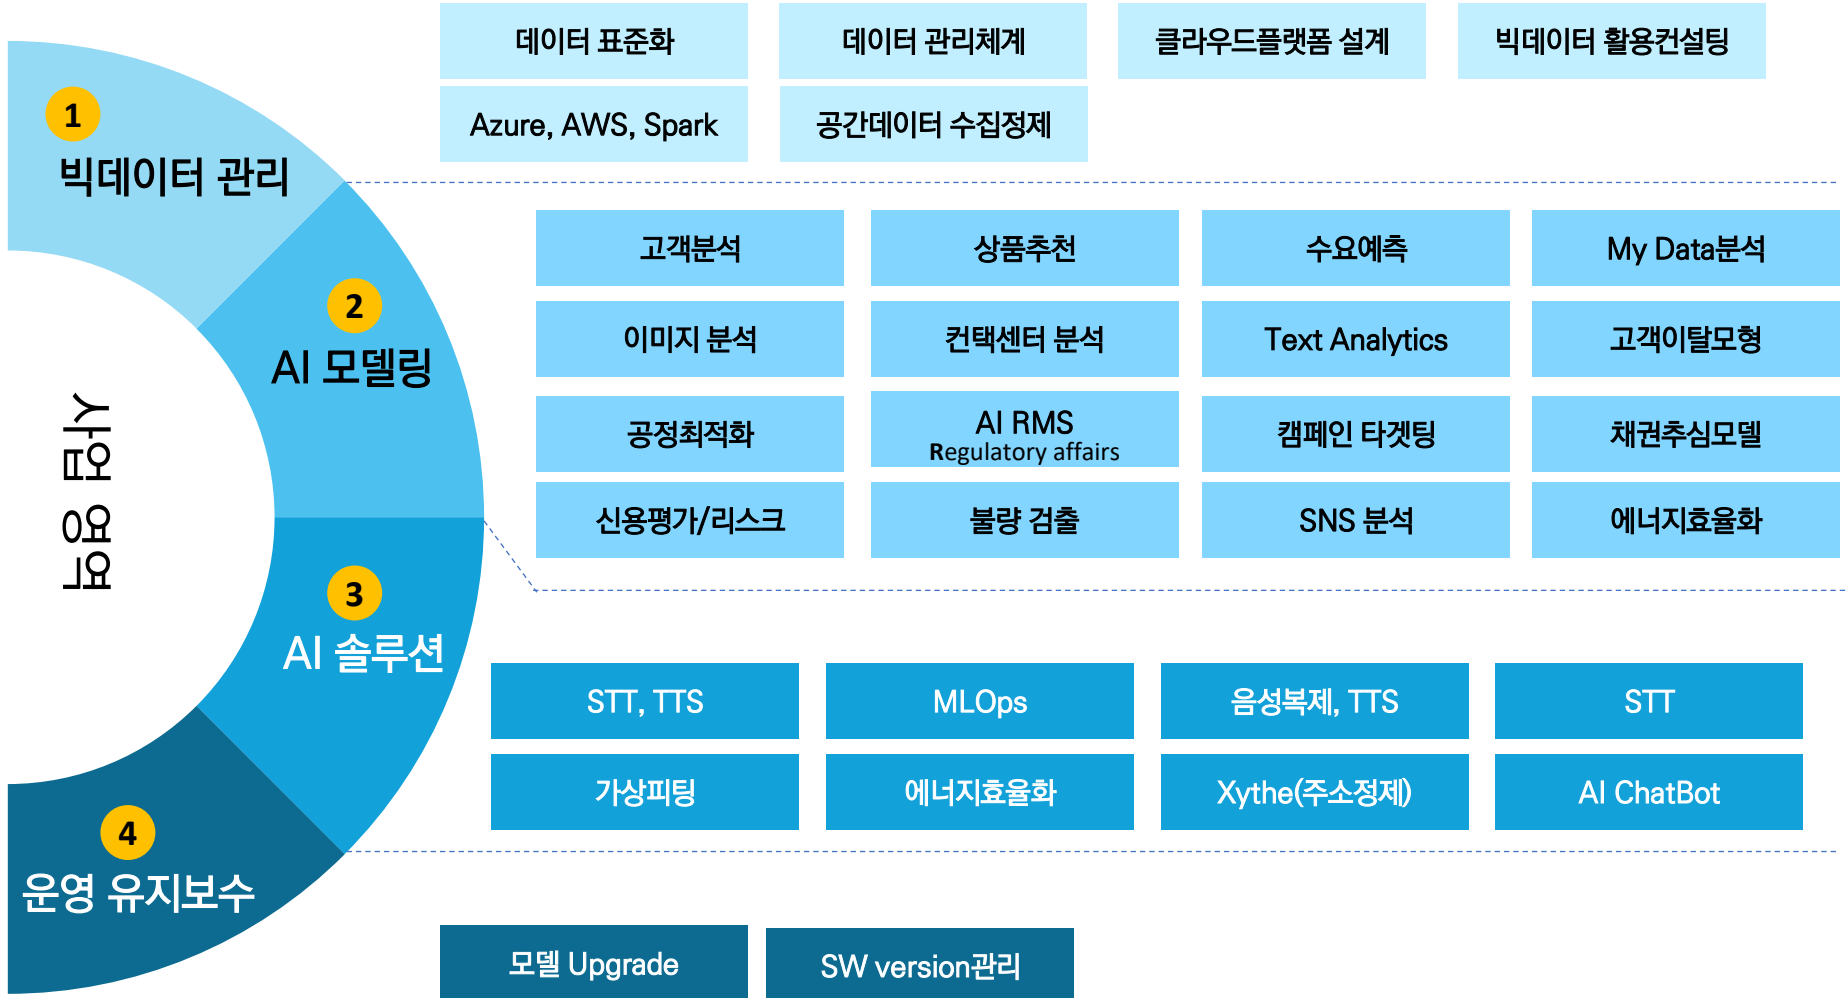 사업 영역
1
빅데이터 관리
데이터 표준화
데이터 관리체계
클라우드플랫폼 설계
빅데이터 활용컨설팅
Azure, AWS, Spark
공간데이터 수집정제
2
AI 모델링
고객분석
상품추천
수요예측
My Data분석
이미지 분석
컨택센터 분석
Text Analytics
고객이탈모형
공정최적화
AI RMS
Regulatory affairs
캠페인 타겟팅
채권추심모델
신용평가/리스크
불량 검출
SNS 분석
에너지효율화
3
AI 솔루션
STT, TTS
MLOps
음성복제, TTS
STT
가상피팅
에너지효율화
Xythe(주소정제)
AI ChatBot
4
운영 유지보수
모델 Upgrade
SW version관리